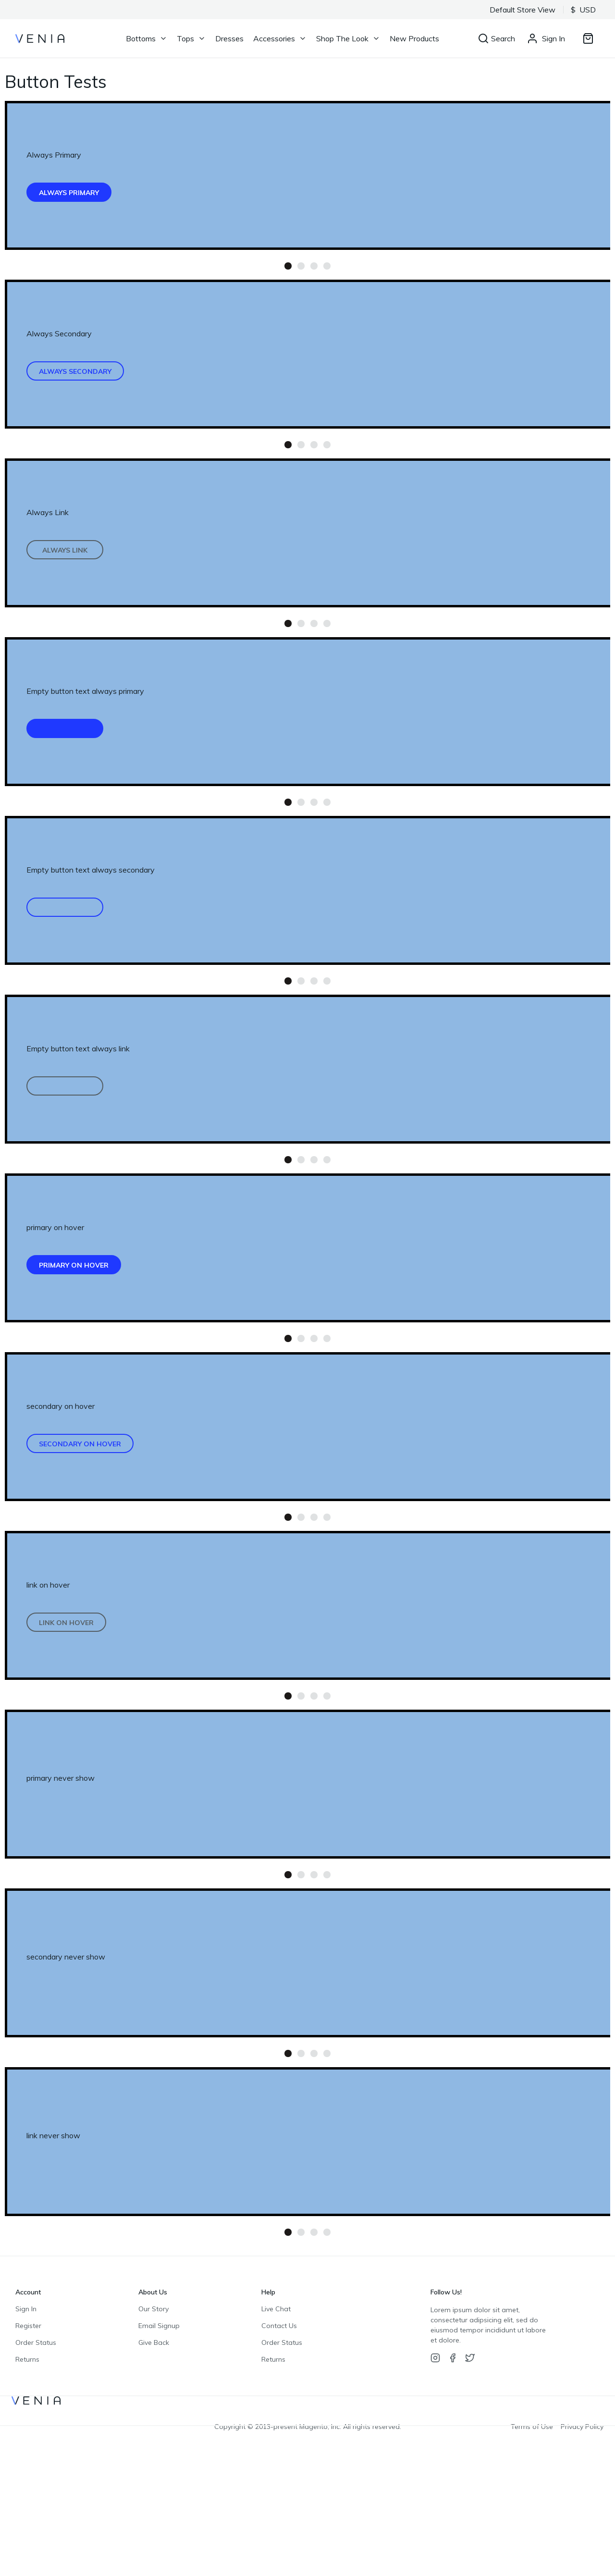 Default Store View $ USD
VENIA Bottoms Tops Dresses Accessories Shop The Look New Products Search Sign In
Button Tests
Always Primary
ALWAYS PRIMARY
Always Secondary
ALWAYS SECONDARY
Always Link
ALWAYS LINK
Empty button text always primary
Empty button text always secondary
Empty button text always link
primary on hover
PRIMARY ON HOVER
secondary on hover
SECONDARY ON HOVER
link on hover
LINK ON HOVER
primary never show
secondary never show
link never show
Account
Sign In
Register
Order Status
Returns
About Us
Our Story
Email Signup
Give Back
Help
Live Chat
Contact Us
Order Status
Returns
Follow Us!
Lorem ipsum dolor sit amet,
consectetur adipiscing elit, sed do
eiusmod tempor incididunt ut labore
et dolore.
VENIA
Copyright © 2013-present Magento, Inc. All rights reserved.
Terms of Use Privacy Policy